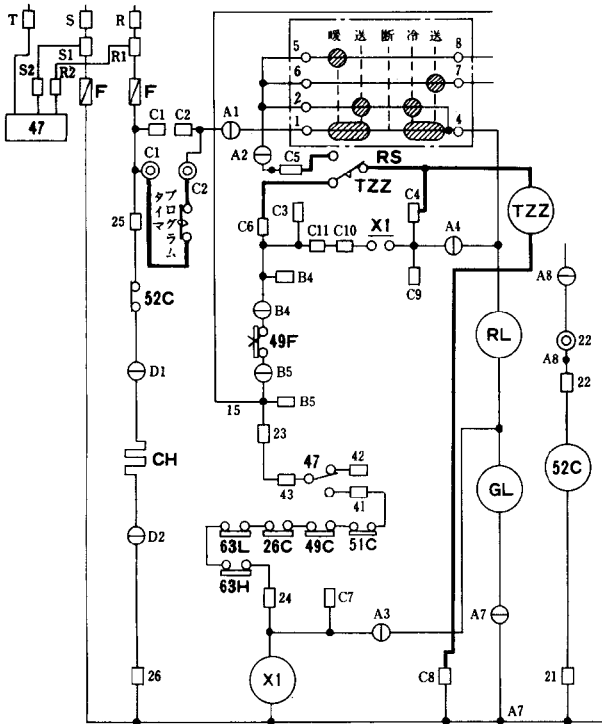 T S R
S1 R1
S2 R2
47 F F
暖 送 断 冷 送
5 8
6 7
2
1 4
C1 C2 A1
A2 C5 RS
TZZ
C1 C2
プログラム
タイマ
25
C6 C3 C11 C10 X1 C4 A4
TZZ
C9
52C
B4
B4
A8
49F
RL
22
A8
22
D1
B5
15 B5
23
CH
47 42
43 41
52C
GL
D2
63L 26C 49C 51C
63H
24 C7 A3
A7
26
X1
C8
21
A7